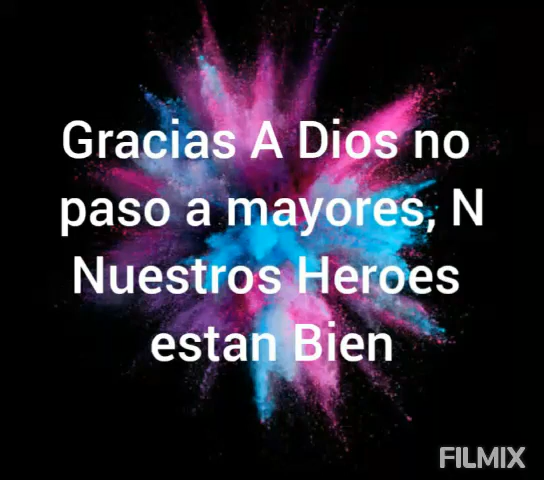 Gracias A Dios no
paso a mayores, N
Nuestros Heroes
estan Bien
FILMIX